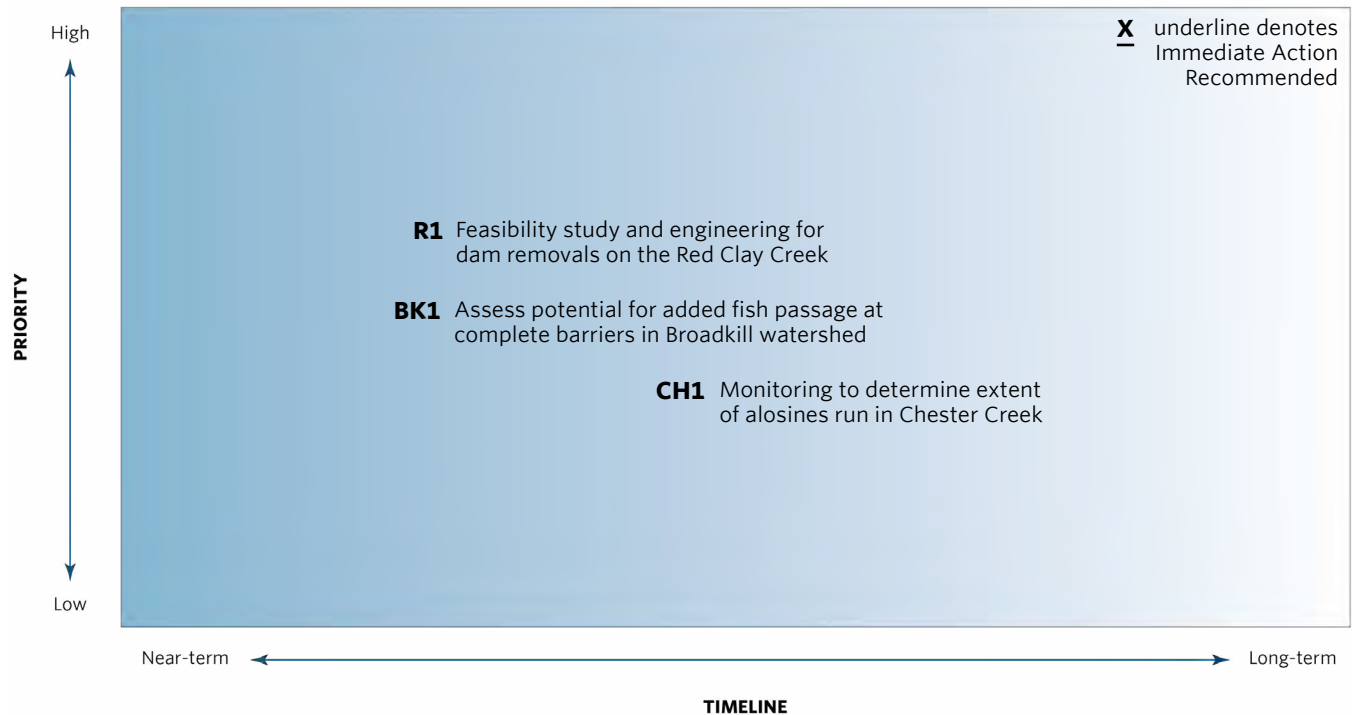 High
X underline denotes
Immediate Action
Recommended
R1 Feasibility study and engineering for
dam removals on the Red Clay Creek
BK1 Assess potential for added fish passage at
complete barriers in Broadkill watershed
PRIORITY
CH1 Monitoring to determine extent
of alosines run in Chester Creek
Low
Near-term
Long-term
TIMELINE